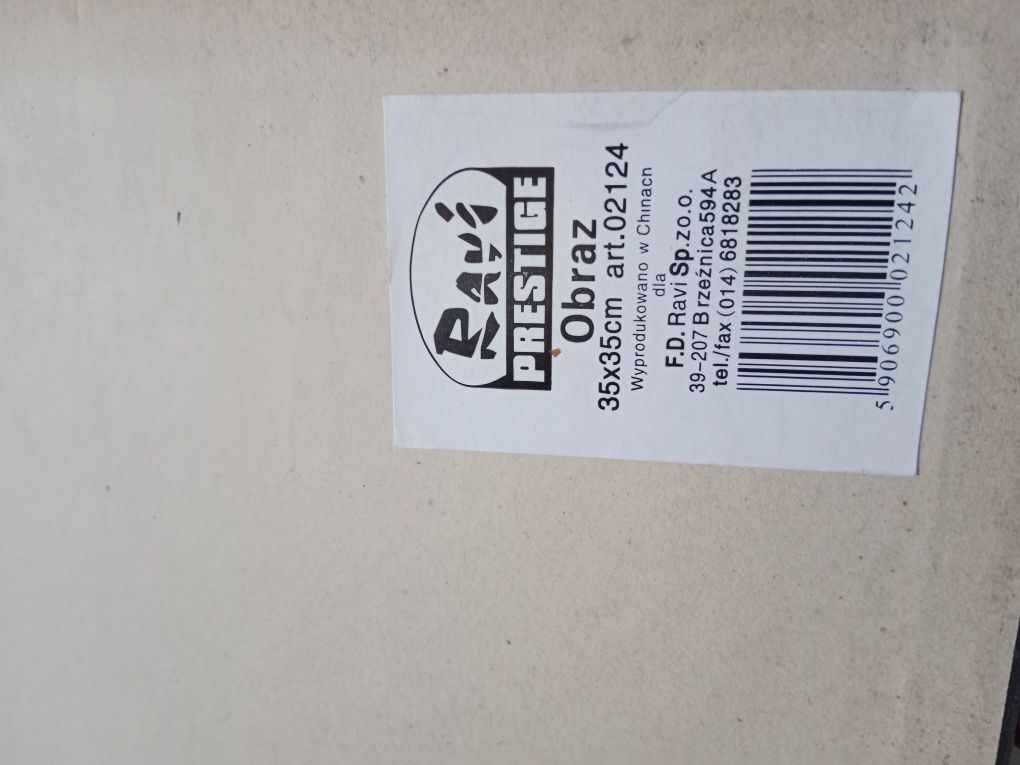 Ravi
PRESTIGE
Obraz
35x35cm art.02124
Wyprodukowano w Chinach
dla
F.D. Ravi Sp.zo.o.
39-207 Brzeźnica594A
tel./fax (014) 6818283
5 906900 021242